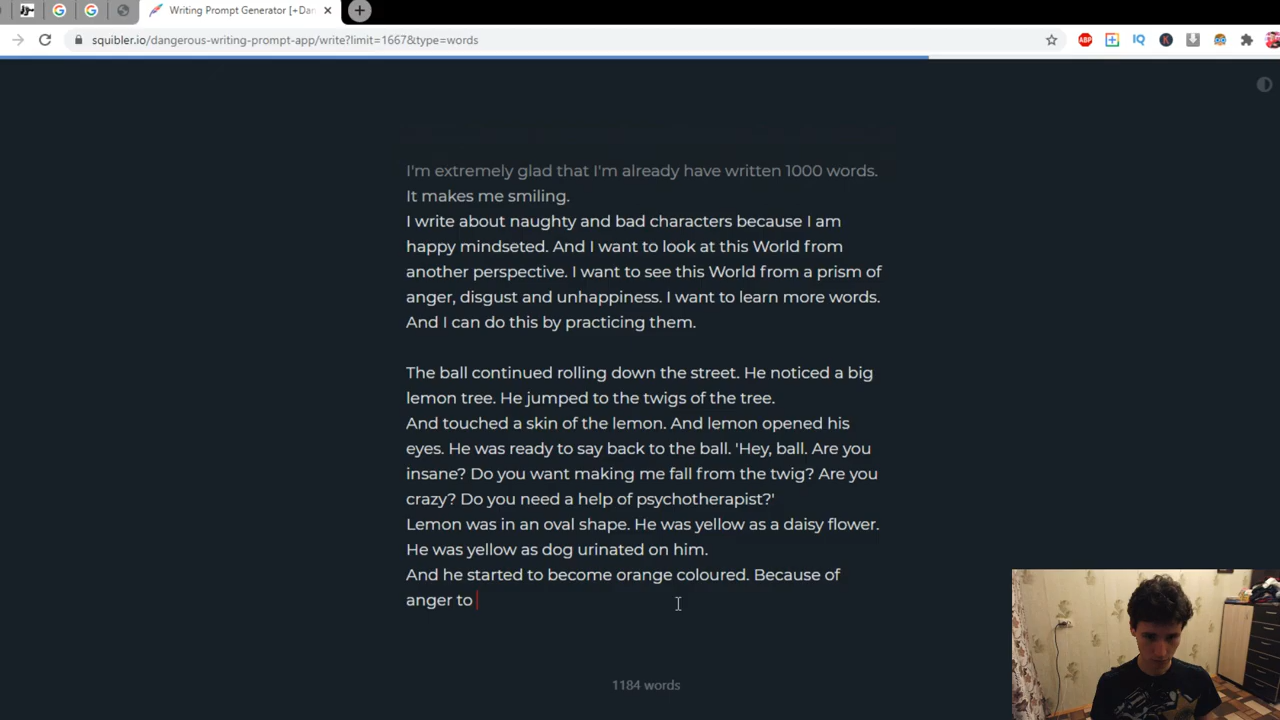 Writing Prompt Generator [+Dan
squibler.io/dangerous-writing-prompt-app/write?limit=1667&type=words
ABP
IQ
K
I'm extremely glad that I'm already have written 1000 words.
It makes me smiling.
I write about naughty and bad characters because I am
happy mindseted. And I want to look at this World from
another perspective. I want to see this World from a prism of
anger, disgust and unhappiness. I want to learn more words.
And I can do this by practicing them.
The ball continued rolling down the street. He noticed a big
lemon tree. He jumped to the twigs of the tree.
And touched a skin of the lemon. And lemon opened his
eyes. He was ready to say back to the ball. 'Hey, ball. Are you
insane? Do you want making me fall from the twig? Are you
crazy? Do you need a help of psychotherapist?'
Lemon was in an oval shape. He was yellow as a daisy flower.
He was yellow as dog urinated on him.
And he started to become orange coloured. Because of
anger to
1184 words